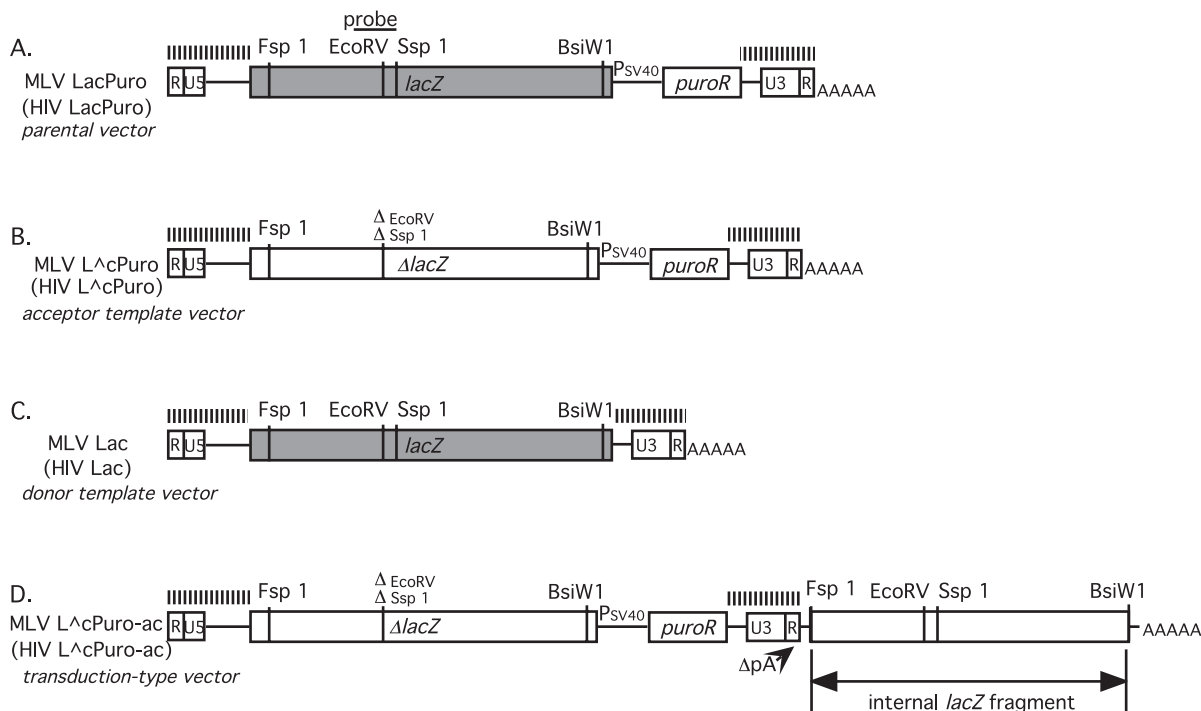 probe
A. Fsp 1 EcoRV Ssp 1 BsiW1
MLV LacPuro R U5 lacZ PSV40 puroR U3 R AAAAA
(HIV LacPuro)
parental vector
B. Fsp 1 Δ EcoRV BsiW1
Δ Ssp 1
MLV L^cPuro R U5 ΔlacZ PSV40 puroR U3 R AAAAA
(HIV L^cPuro)
acceptor template vector
C. Fsp 1 EcoRV Ssp 1 BsiW1
MLV Lac R U5 lacZ U3 R AAAAA
(HIV Lac)
donor template vector
D. Fsp 1 Δ EcoRV BsiW1 Fsp 1 EcoRV Ssp 1 BsiW1
Δ Ssp 1
MLV L^cPuro-ac R U5 ΔlacZ PSV40 puroR U3 R AAAAA
(HIV L^cPuro-ac)
transduction-type vector ΔpA
internal lacZ fragment